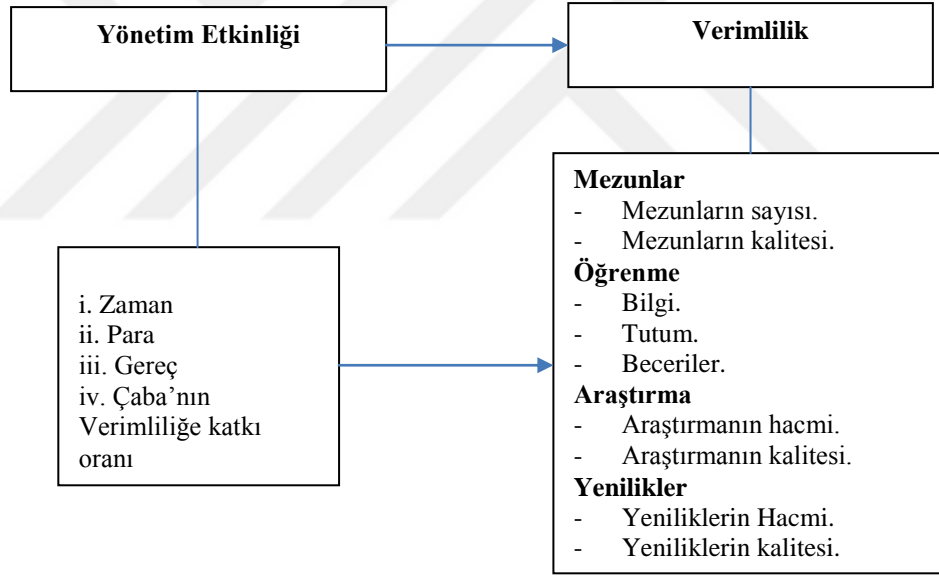 Yönetim Etkinliği
Verimlilik
i. Zaman
ii. Para
iii. Gereç
iv. Çaba’nın
Verimliliğe katkı
oranı
Mezunlar
- Mezunların sayısı.
- Mezunların kalitesi.
Öğrenme
- Bilgi.
- Tutum.
- Beceriler.
Araştırma
- Araştırmanın hacmi.
- Araştırmanın kalitesi.
Yenilikler
- Yeniliklerin Hacmi.
- Yeniliklerin kalitesi.